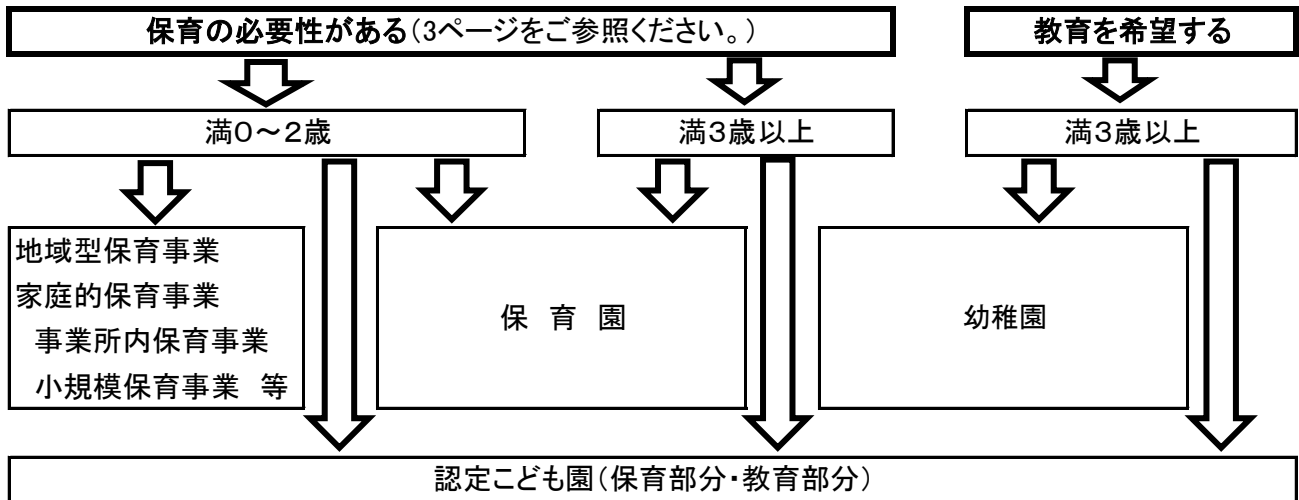 保育の必要性がある(3ページをご参照ください。)
教育を希望する
満0~2歳
満3歳以上
満3歳以上
地域型保育事業
家庭的保育事業
事業所内保育事業
小規模保育事業 等
保 育 園
幼稚園
認定こども園(保育部分・教育部分)